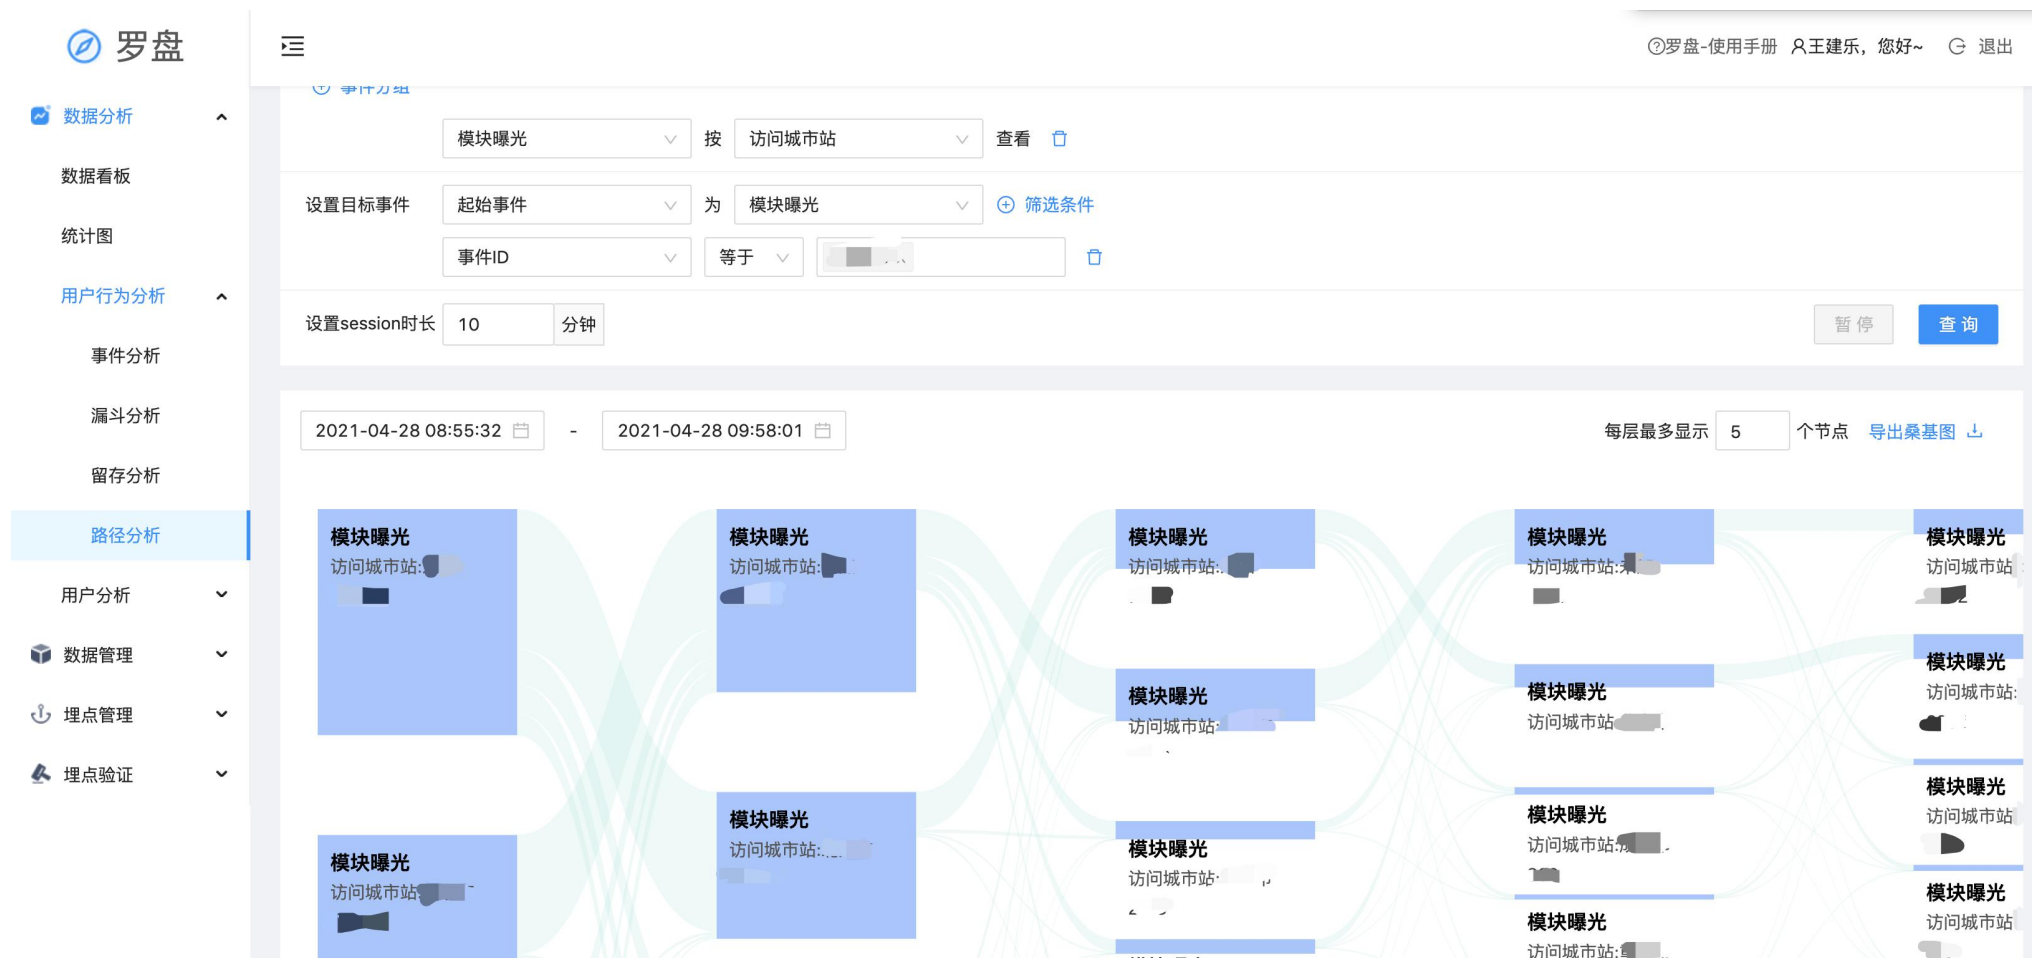 罗盘
罗盘-使用手册 王建乐，您好~ 退出
数据分析
数据看板
统计图
用户行为分析
事件分析
漏斗分析
留存分析
路径分析
用户分析
数据管理
埋点管理
埋点验证
事件分组
模块曝光 按 访问城市站 查看
设置目标事件 起始事件 为 模块曝光 筛选条件
事件ID 等于
设置session时长 10 分钟 暂停 查询
2021-04-28 08:55:32 - 2021-04-28 09:58:01 每层最多显示 5 个节点 导出桑基图
模块曝光
访问城市站:
模块曝光
访问城市站
模块曝光
访问城市站:
模块曝光
访问城市站:
模块曝光
访问城市站:
模块曝光
访问城市站:
模块曝光
访问城市站:
模块曝光
访问城市站:
模块曝光
访问城市站
模块曝光
访问城市站:
模块曝光
访问城市站:
模块曝光
访问城市站
模块曝光
访问城市站:
模块曝光
访问城市站
模块曝光
访问城市站